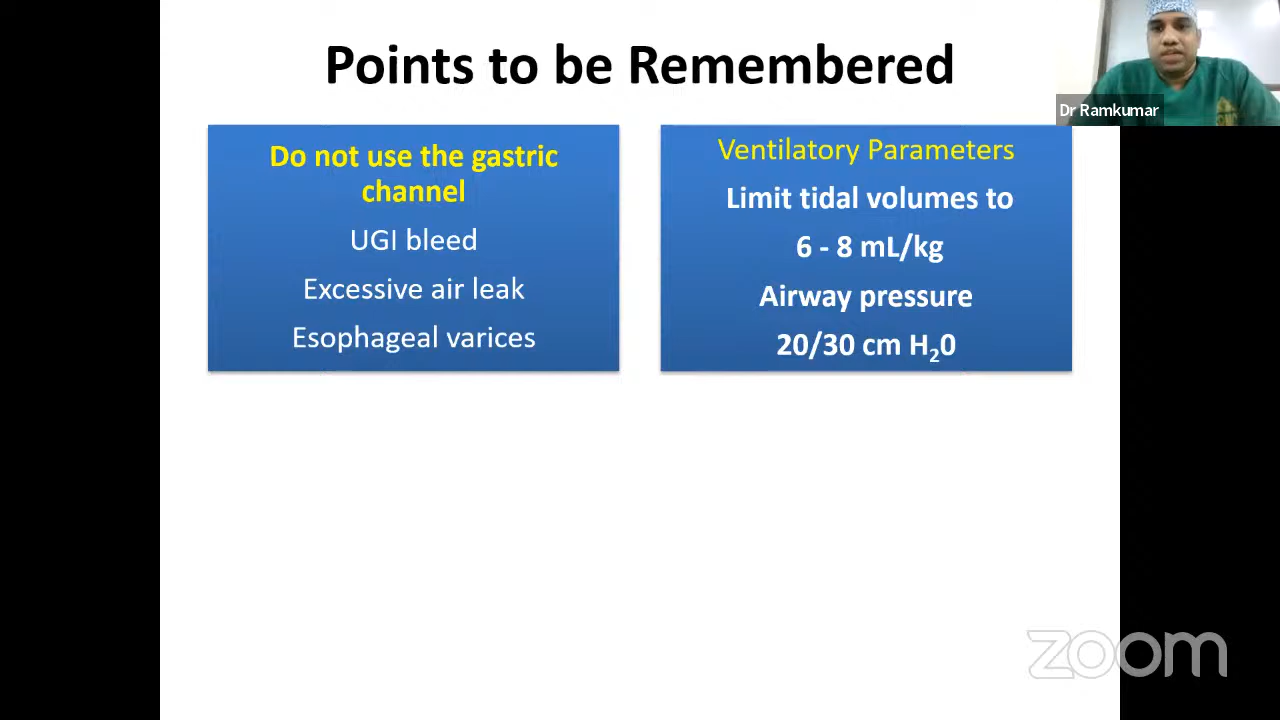 Points to be Remembered
Dr Ramkumar
Do not use the gastric
channel
UGI bleed
Excessive air leak
Esophageal varices
Ventilatory Parameters
Limit tidal volumes to
6 - 8 mL/kg
Airway pressure
20/30 cm H₂0
zoom